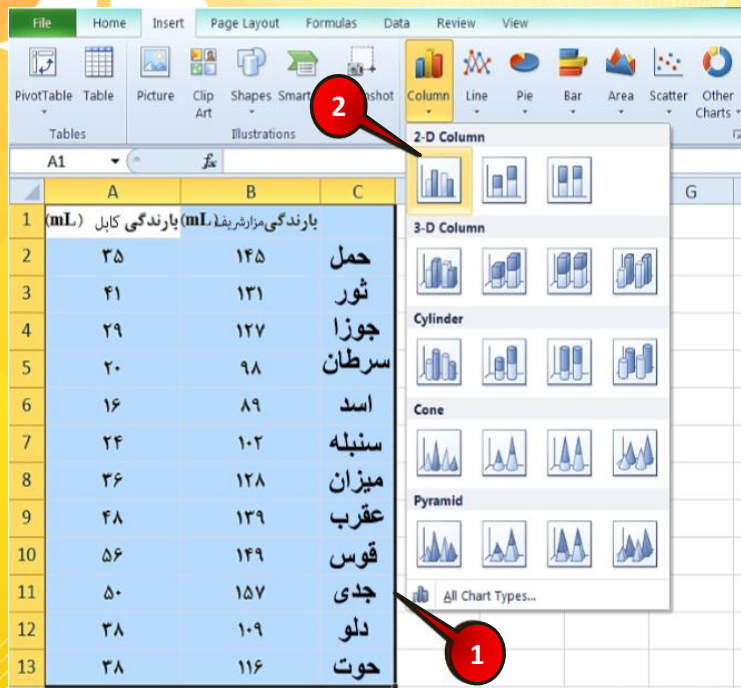 File Home Insert Page Layout Formulas Data Review View
PivotTable Table Picture Clip Art Shapes Column Line Pie Bar Area Scatter Other Charts
Tables Illustrations
2
2-D Column
A1 fx
A B C G
1 بارندگی کابل (mL) بارندگی مزارشریف (mL)
2 ۳۵ ۱۴۵ حمل
3 ۴۱ ۱۳۱ ثور
4 ۲۹ ۱۲۷ جوزا
5 ۲۰ ۹۸ سرطان
6 ۱۶ ۸۹ اسد
7 ۲۴ ۱۰۲ سنبله
8 ۳۶ ۱۲۸ میزان
9 ۴۸ ۱۳۹ عقرب
10 ۵۶ ۱۴۹ قوس
11 ۵۰ ۱۵۷ جدی
12 ۳۸ ۱۰۹ دلو
13 ۳۸ ۱۱۶ حوت
3-D Column
Cylinder
Cone
Pyramid
All Chart Types...
1